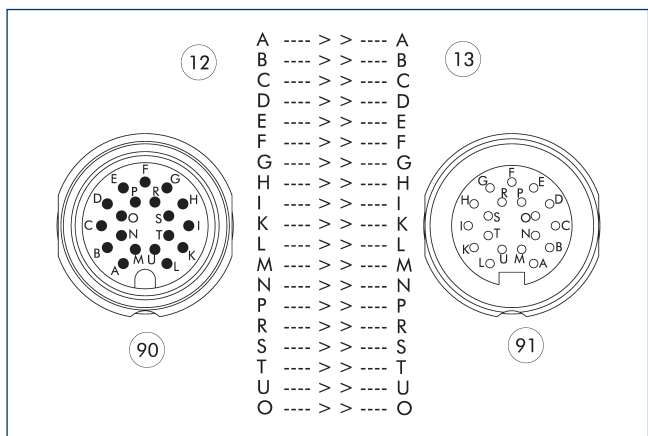 12
13
A ---- > > ---- A
B ---- > > ---- B
C ---- > > ---- C
D ---- > > ---- D
E ---- > > ---- E
F ---- > > ---- F
G ---- > > ---- G
H ---- > > ---- H
I ---- > > ---- I
K ---- > > ---- K
L ---- > > ---- L
M ---- > > ---- M
N ---- > > ---- N
P ---- > > ---- P
R ---- > > ---- R
S ---- > > ---- S
T ---- > > ---- T
U ---- > > ---- U
O ---- > > ---- O
F
E G
P R
D H
O S
C I
N T
B K
M U
A L
90
F
G E
R P
H D
S O
I C
T N
K B
U M
L A
91